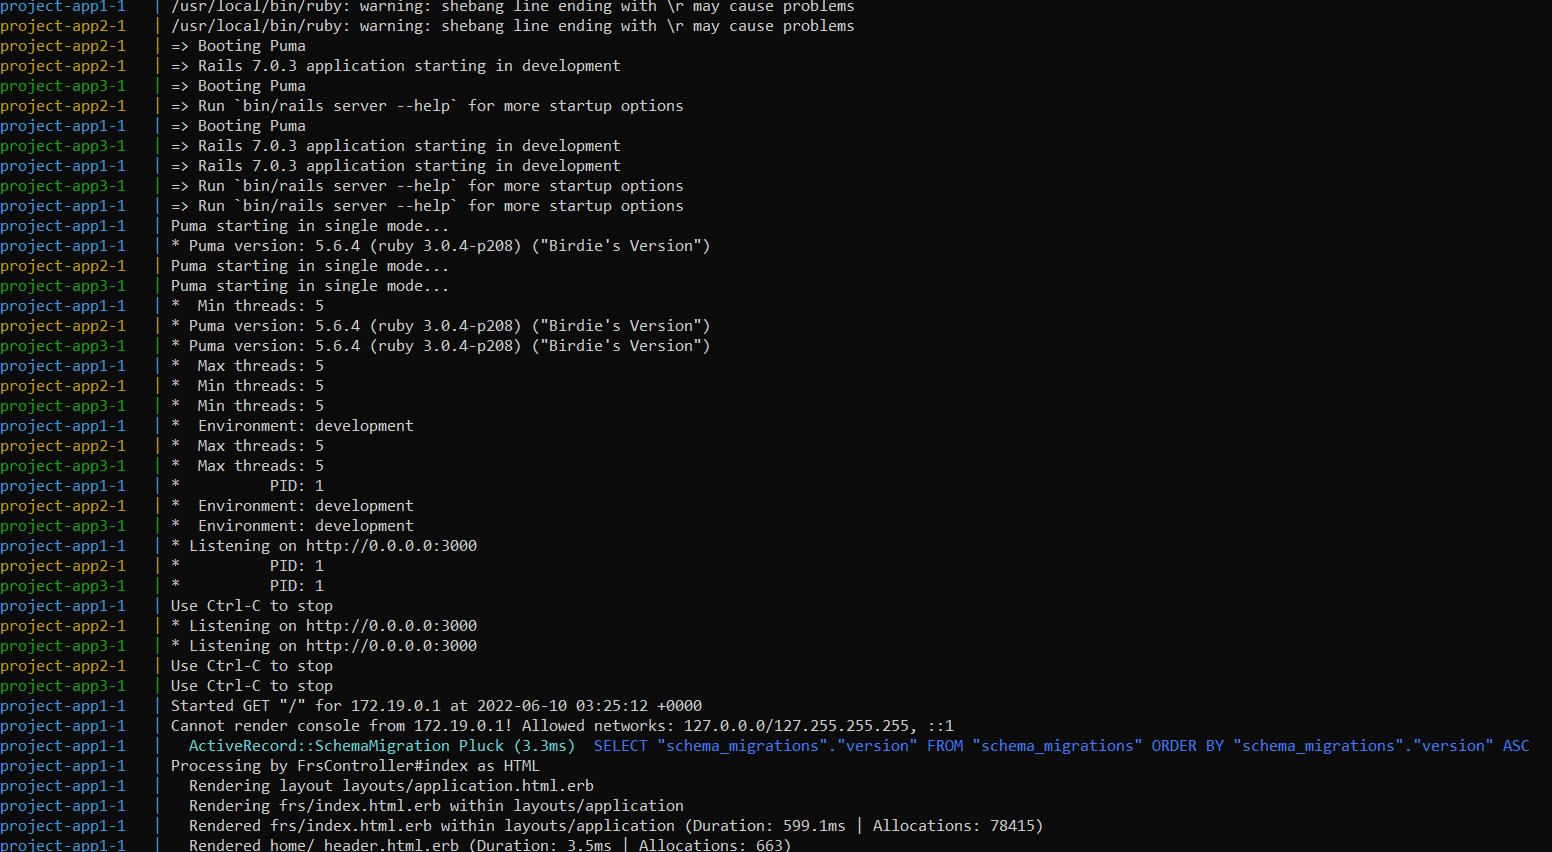 project-app1-1 | /usr/local/bin/ruby: warning: shebang line ending with \r may cause problems
project-app2-1 | /usr/local/bin/ruby: warning: shebang line ending with \r may cause problems
project-app2-1 | => Booting Puma
project-app2-1 | => Rails 7.0.3 application starting in development
project-app3-1 | => Booting Puma
project-app2-1 | => Run `bin/rails server --help` for more startup options
project-app1-1 | => Booting Puma
project-app3-1 | => Rails 7.0.3 application starting in development
project-app1-1 | => Rails 7.0.3 application starting in development
project-app3-1 | => Run `bin/rails server --help` for more startup options
project-app1-1 | => Run `bin/rails server --help` for more startup options
project-app1-1 | Puma starting in single mode...
project-app1-1 | * Puma version: 5.6.4 (ruby 3.0.4-p208) ("Birdie's Version")
project-app2-1 | Puma starting in single mode...
project-app3-1 | Puma starting in single mode...
project-app1-1 | *  Min threads: 5
project-app2-1 | * Puma version: 5.6.4 (ruby 3.0.4-p208) ("Birdie's Version")
project-app3-1 | * Puma version: 5.6.4 (ruby 3.0.4-p208) ("Birdie's Version")
project-app1-1 | *  Max threads: 5
project-app2-1 | *  Min threads: 5
project-app3-1 | *  Min threads: 5
project-app1-1 | *  Environment: development
project-app2-1 | *  Max threads: 5
project-app3-1 | *  Max threads: 5
project-app1-1 | *          PID: 1
project-app2-1 | *  Environment: development
project-app3-1 | *  Environment: development
project-app1-1 | * Listening on http://0.0.0.0:3000
project-app2-1 | *          PID: 1
project-app3-1 | *          PID: 1
project-app1-1 | Use Ctrl-C to stop
project-app2-1 | * Listening on http://0.0.0.0:3000
project-app3-1 | * Listening on http://0.0.0.0:3000
project-app2-1 | Use Ctrl-C to stop
project-app3-1 | Use Ctrl-C to stop
project-app1-1 | Started GET "/" for 172.19.0.1 at 2022-06-10 03:25:12 +0000
project-app1-1 | Cannot render console from 172.19.0.1! Allowed networks: 127.0.0.0/127.255.255.255, ::1
project-app1-1 |   ActiveRecord::SchemaMigration Pluck (3.3ms)  SELECT "schema_migrations"."version" FROM "schema_migrations" ORDER BY "schema_migrations"."version" ASC
project-app1-1 | Processing by FrsController#index as HTML
project-app1-1 |   Rendering layout layouts/application.html.erb
project-app1-1 |   Rendering frs/index.html.erb within layouts/application
project-app1-1 |   Rendered frs/index.html.erb within layouts/application (Duration: 599.1ms | Allocations: 78415)
project-app1-1 |   Rendered home/_header.html.erb (Duration: 3.5ms | Allocations: 663)